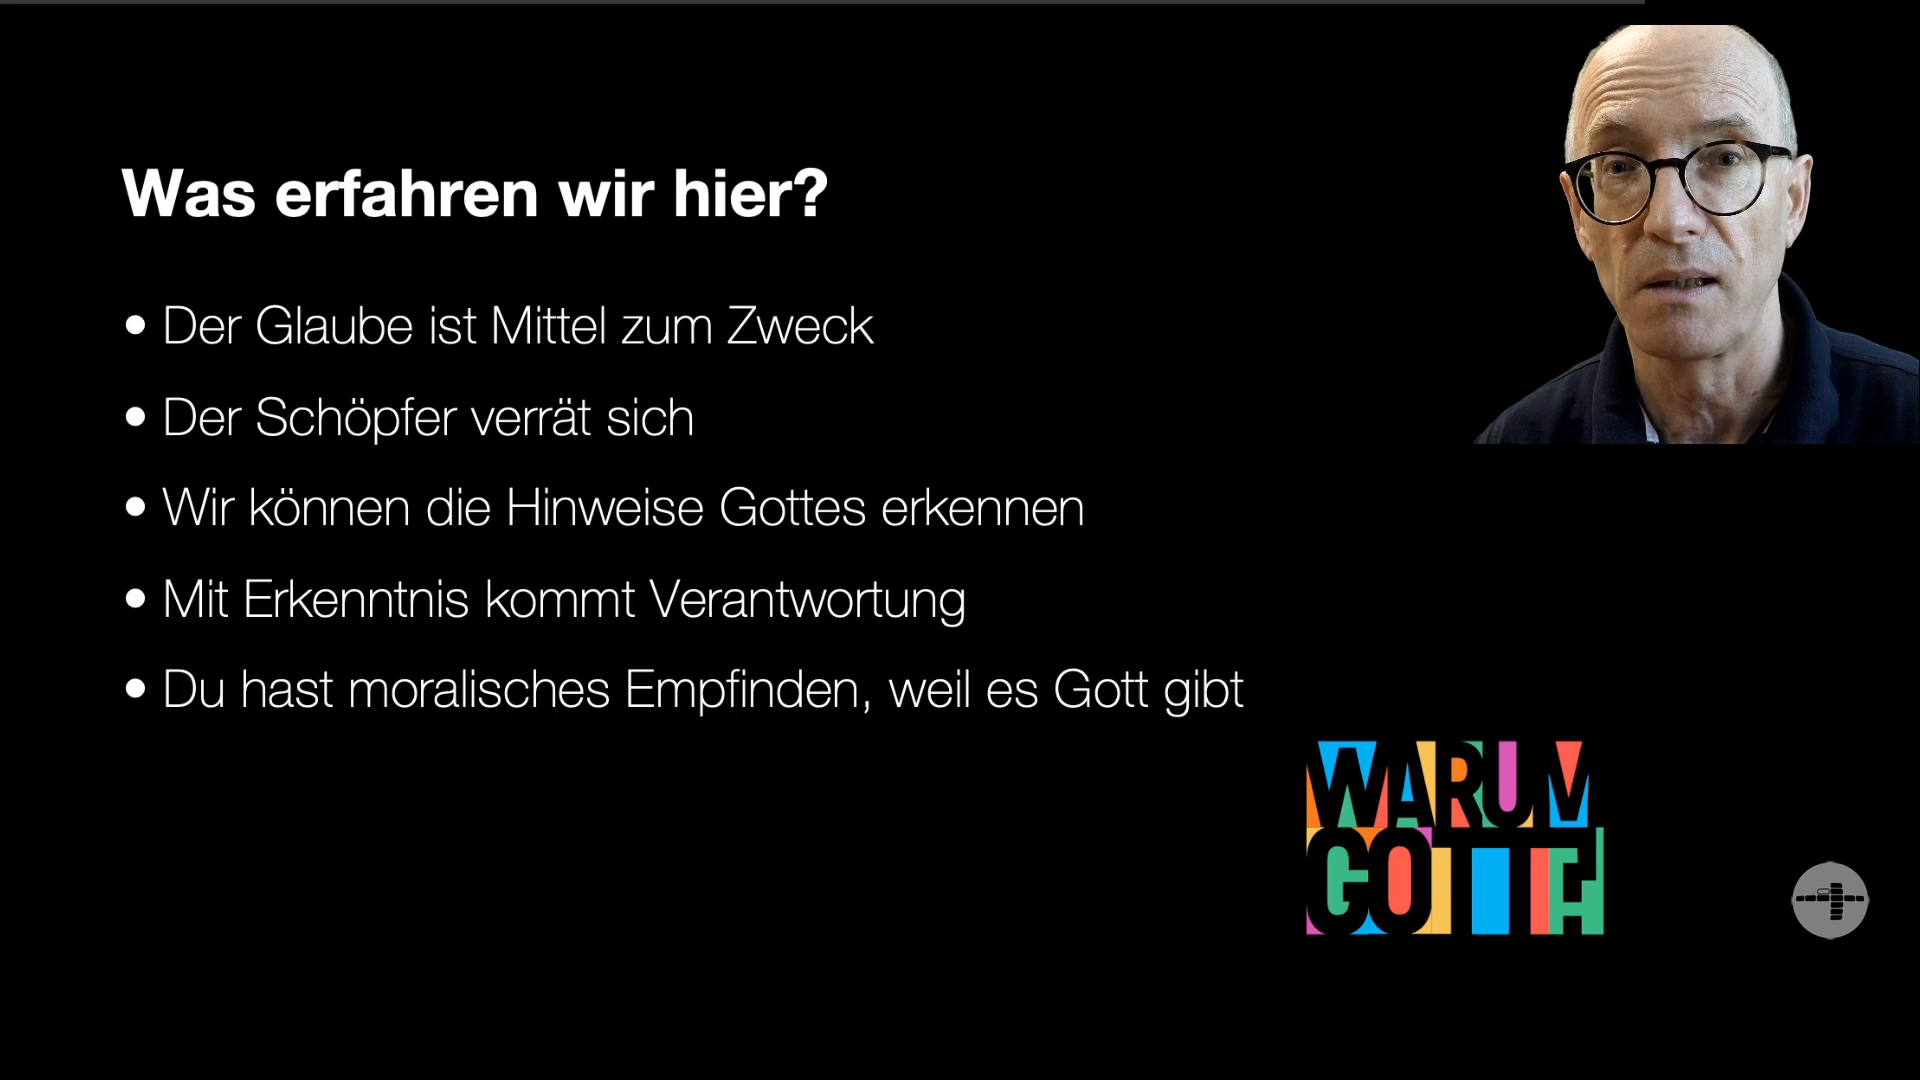 Was erfahren wir hier?
• Der Glaube ist Mittel zum Zweck
• Der Schöpfer verrät sich
• Wir können die Hinweise Gottes erkennen
• Mit Erkenntnis kommt Verantwortung
• Du hast moralisches Empfinden, weil es Gott gibt
WARUM
GOTT?